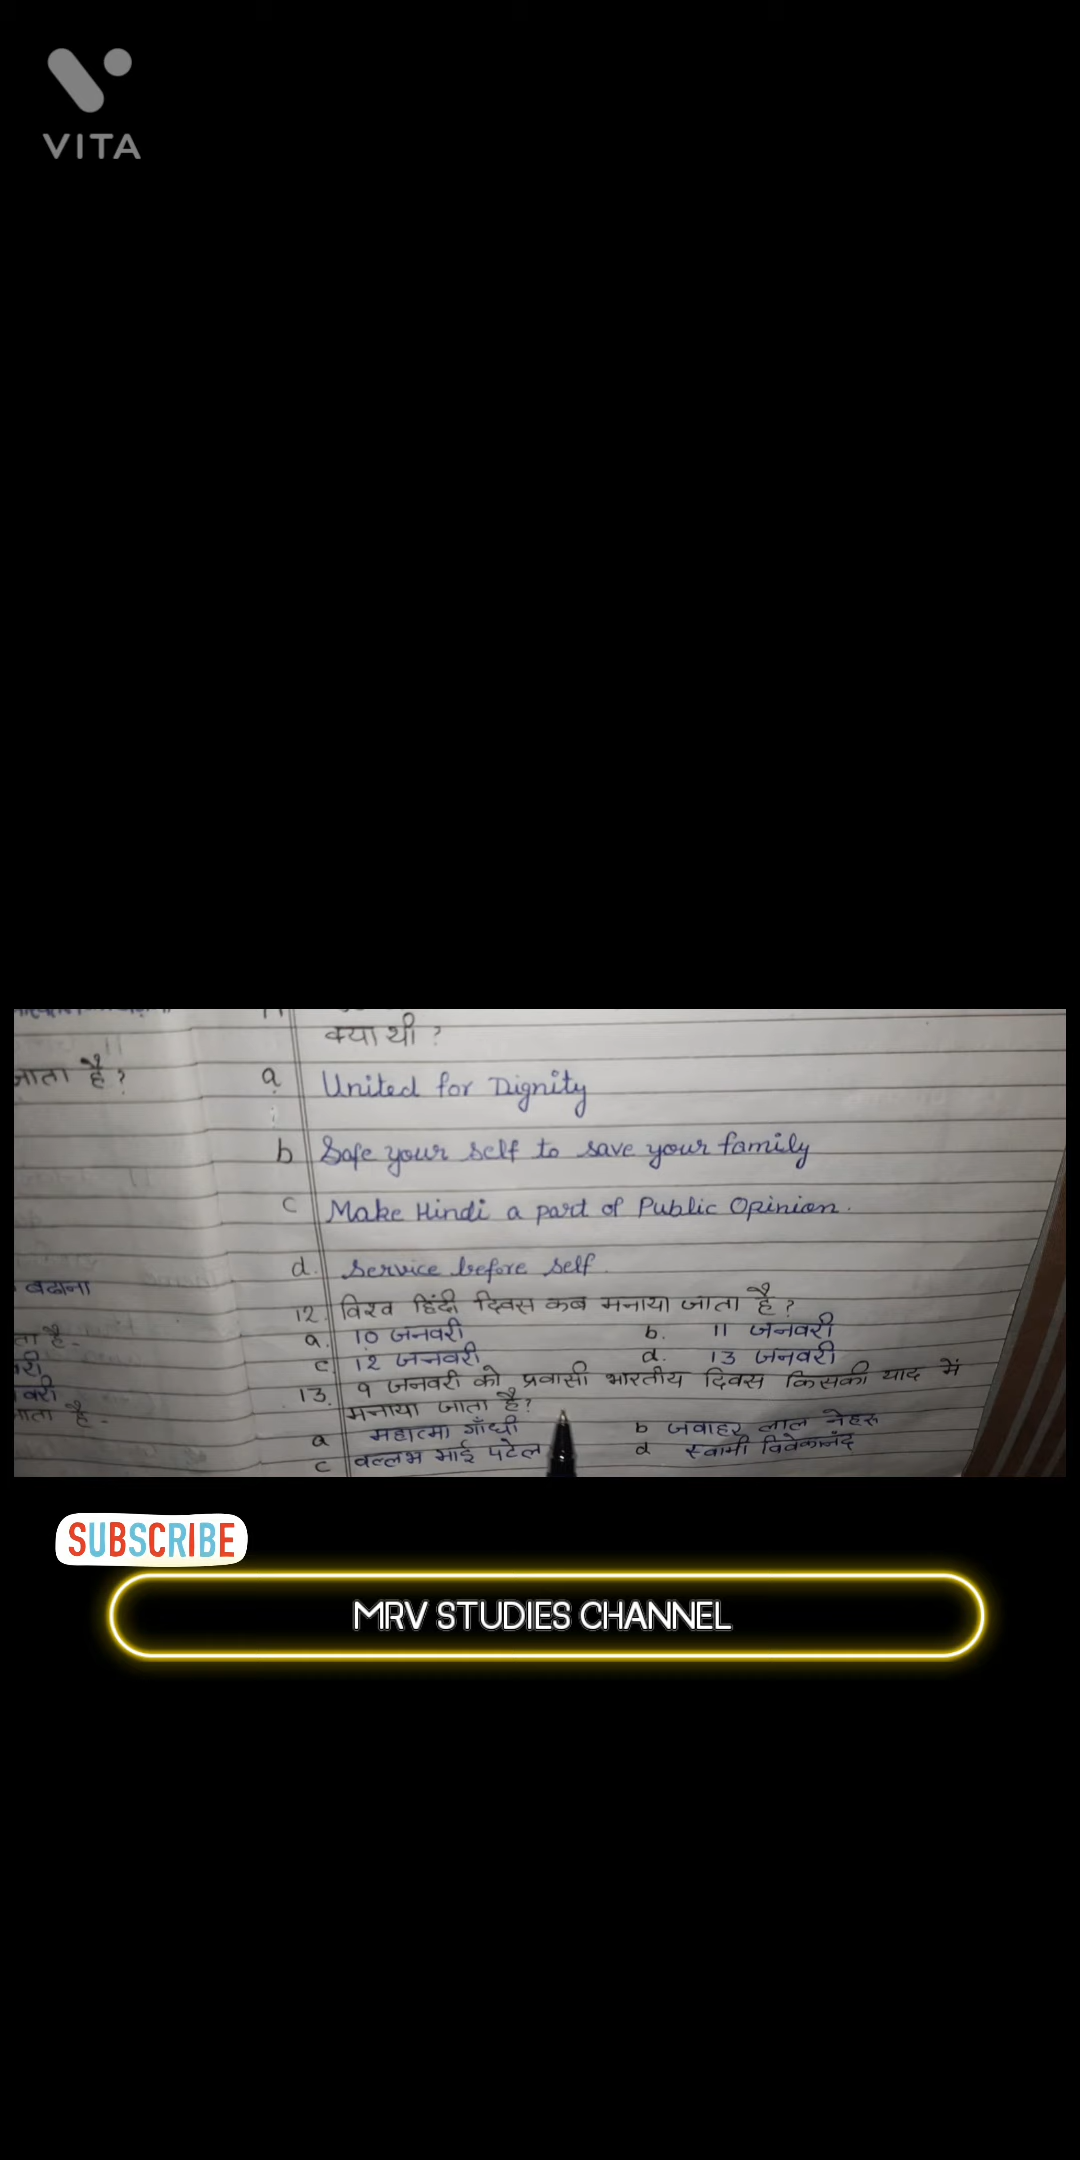 VITA
क्या थी ?
जाता है ?
a United for Dignity
b Safe your self to save your family
c Make Hindi a part of Public Opinion.
d. Service before self.
बढाना
12. विश्व हिंदी दिवस कब मनाया जाता है ?
a. 10 जनवरी b. 11 जनवरी
c 12 जनवरी d. 13 जनवरी
13. 9 जनवरी को प्रवासी भारतीय दिवस किसकी याद में
मनाया जाता है?
a महात्मा गाँधी b जवाहर लाल नेहरू
c वल्लभ भाई पटेल d स्वामी विवेकानंद
SUBSCRIBE
MRV STUDIES CHANNEL